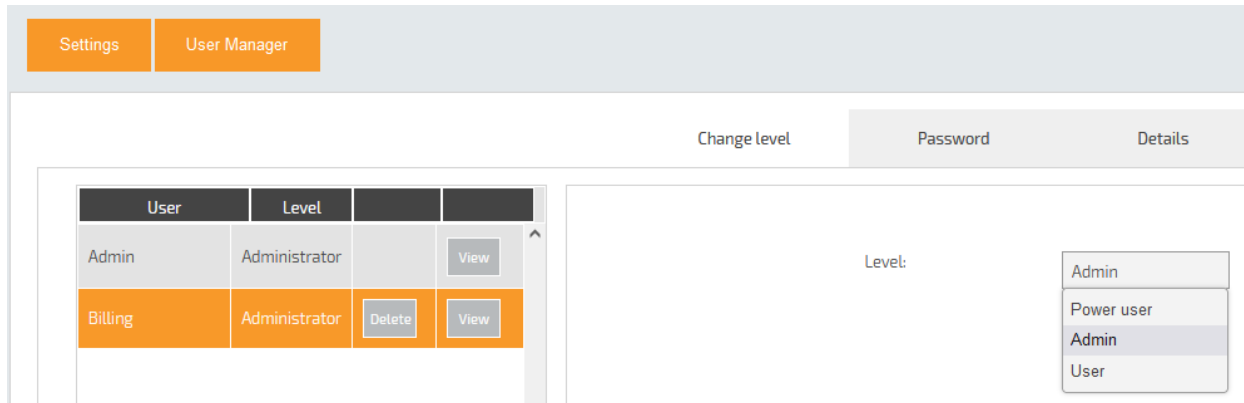 Settings User Manager
Change level Password Details
User Level
Admin Administrator View
Billing Administrator Delete View
Level: Admin
Power user
Admin
User